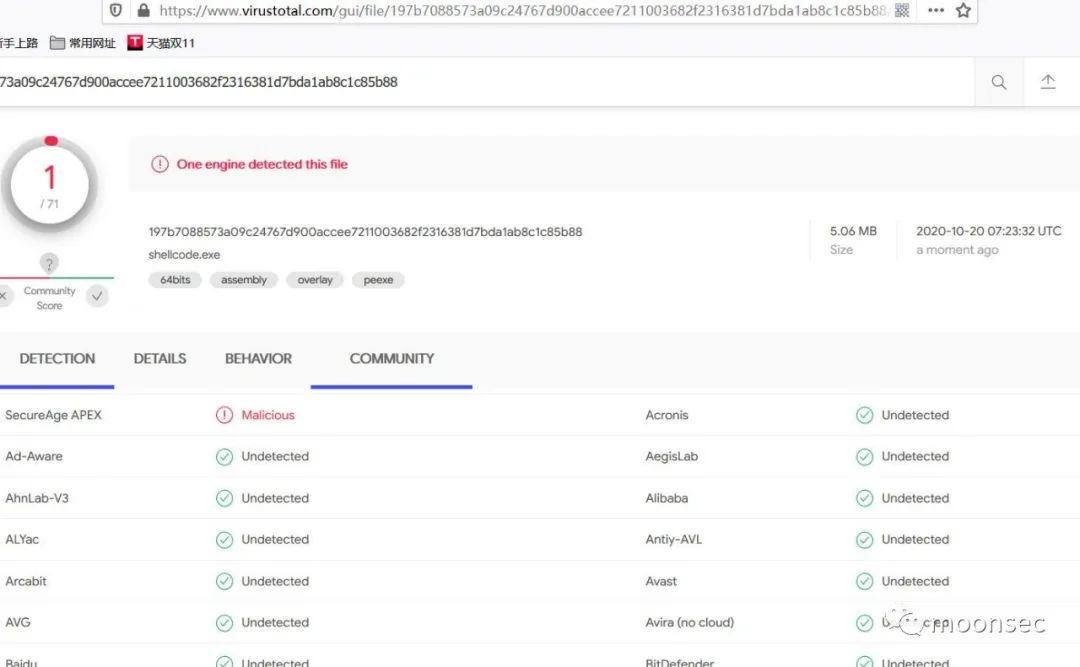 https://www.virustotal.com/gui/file/197b7088573a09c24767d900accee7211003682f2316381d7bda1ab8c1c85b88/
手上路 常用网址 天猫双11
73a09c24767d900accee7211003682f2316381d7bda1ab8c1c85b88
1
/ 71
One engine detected this file
197b7088573a09c24767d900accee7211003682f2316381d7bda1ab8c1c85b88
shellcode.exe
64bits assembly overlay peexe
5.06 MB
Size
2020-10-20 07:23:32 UTC
a moment ago
?
Community
Score
DETECTION DETAILS BEHAVIOR COMMUNITY
SecureAge APEX Malicious Acronis Undetected
Ad-Aware Undetected AegisLab Undetected
AhnLab-V3 Undetected Alibaba Undetected
ALYac Undetected Antiy-AVL Undetected
Arcabit Undetected Avast Undetected
AVG Undetected Avira (no cloud)
moonsec
Baidu Undetected BitDefender Undetected